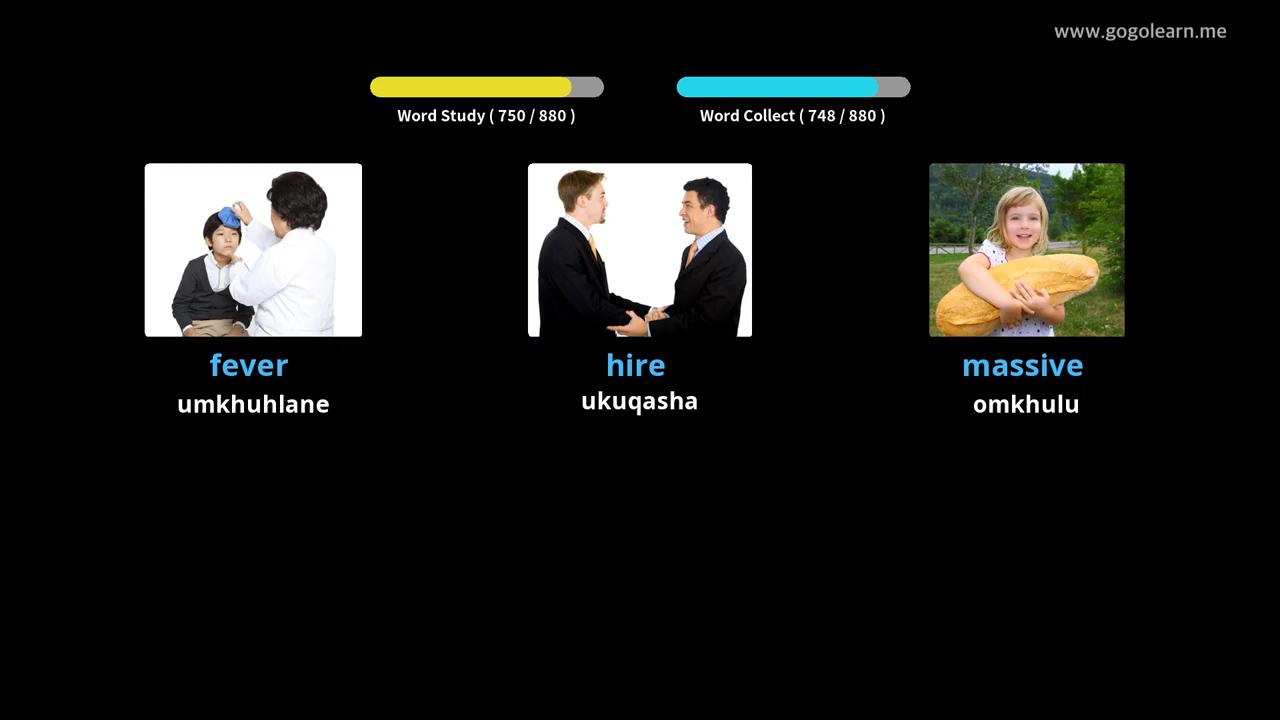 www.gogolearn.me
Word Study ( 750 / 880 )
Word Collect ( 748 / 880 )
fever
umkhuhlane
hire
ukuqasha
massive
omkhulu